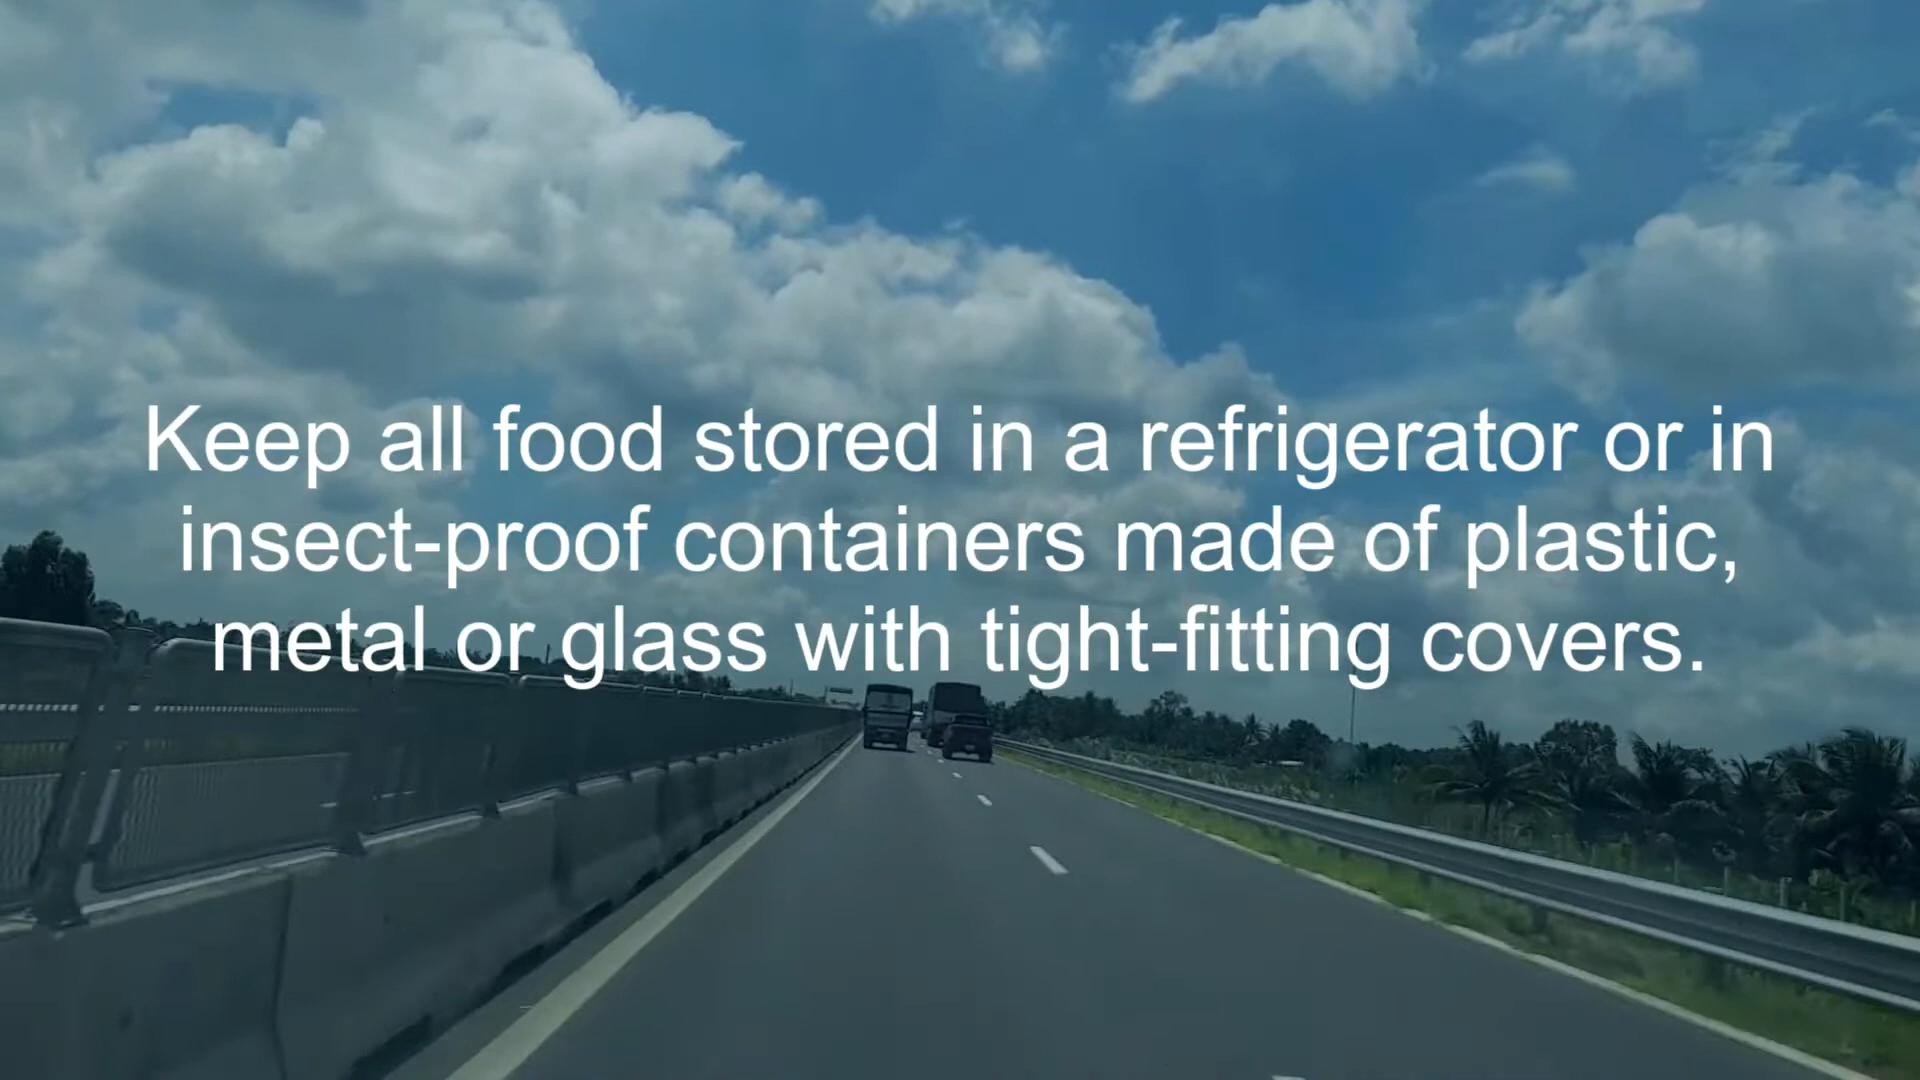 Keep all food stored in a refrigerator or in
insect-proof containers made of plastic,
metal or glass with tight-fitting covers.